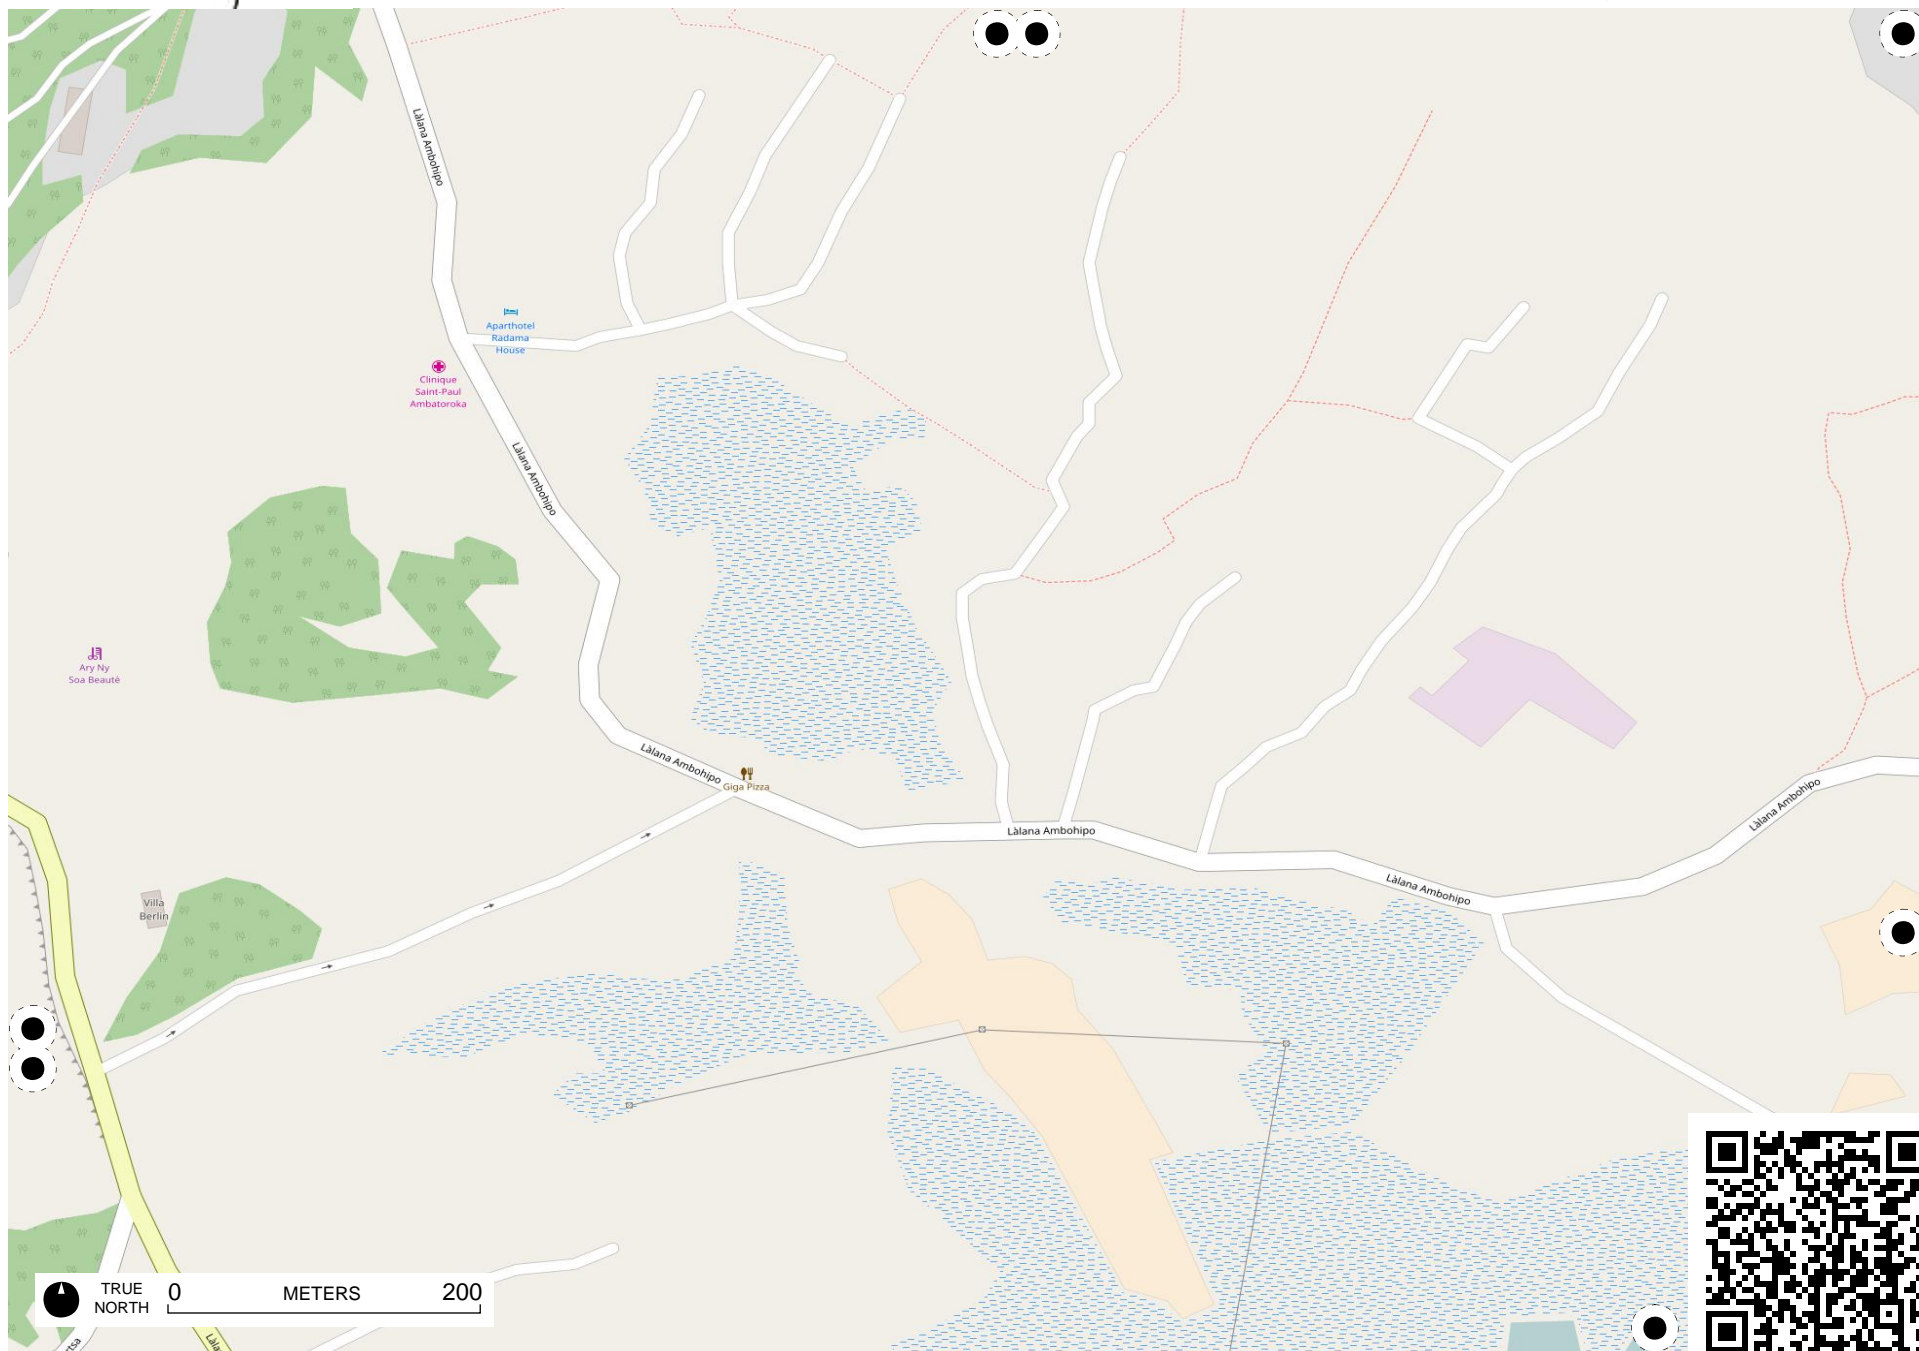 Làlana Ambohipo
Aparthotel
Radama
House
Clinique
Saint-Paul
Ambatoroka
Làlana Ambohipo
Ary Ny
Soa Beauté
Làlana Ambohipo
Giga Pizza
Làlana Ambohipo
Làlana Ambohipo
Làlana Ambohipo
Villa
Berlin
TRUE
NORTH
0
METERS
200